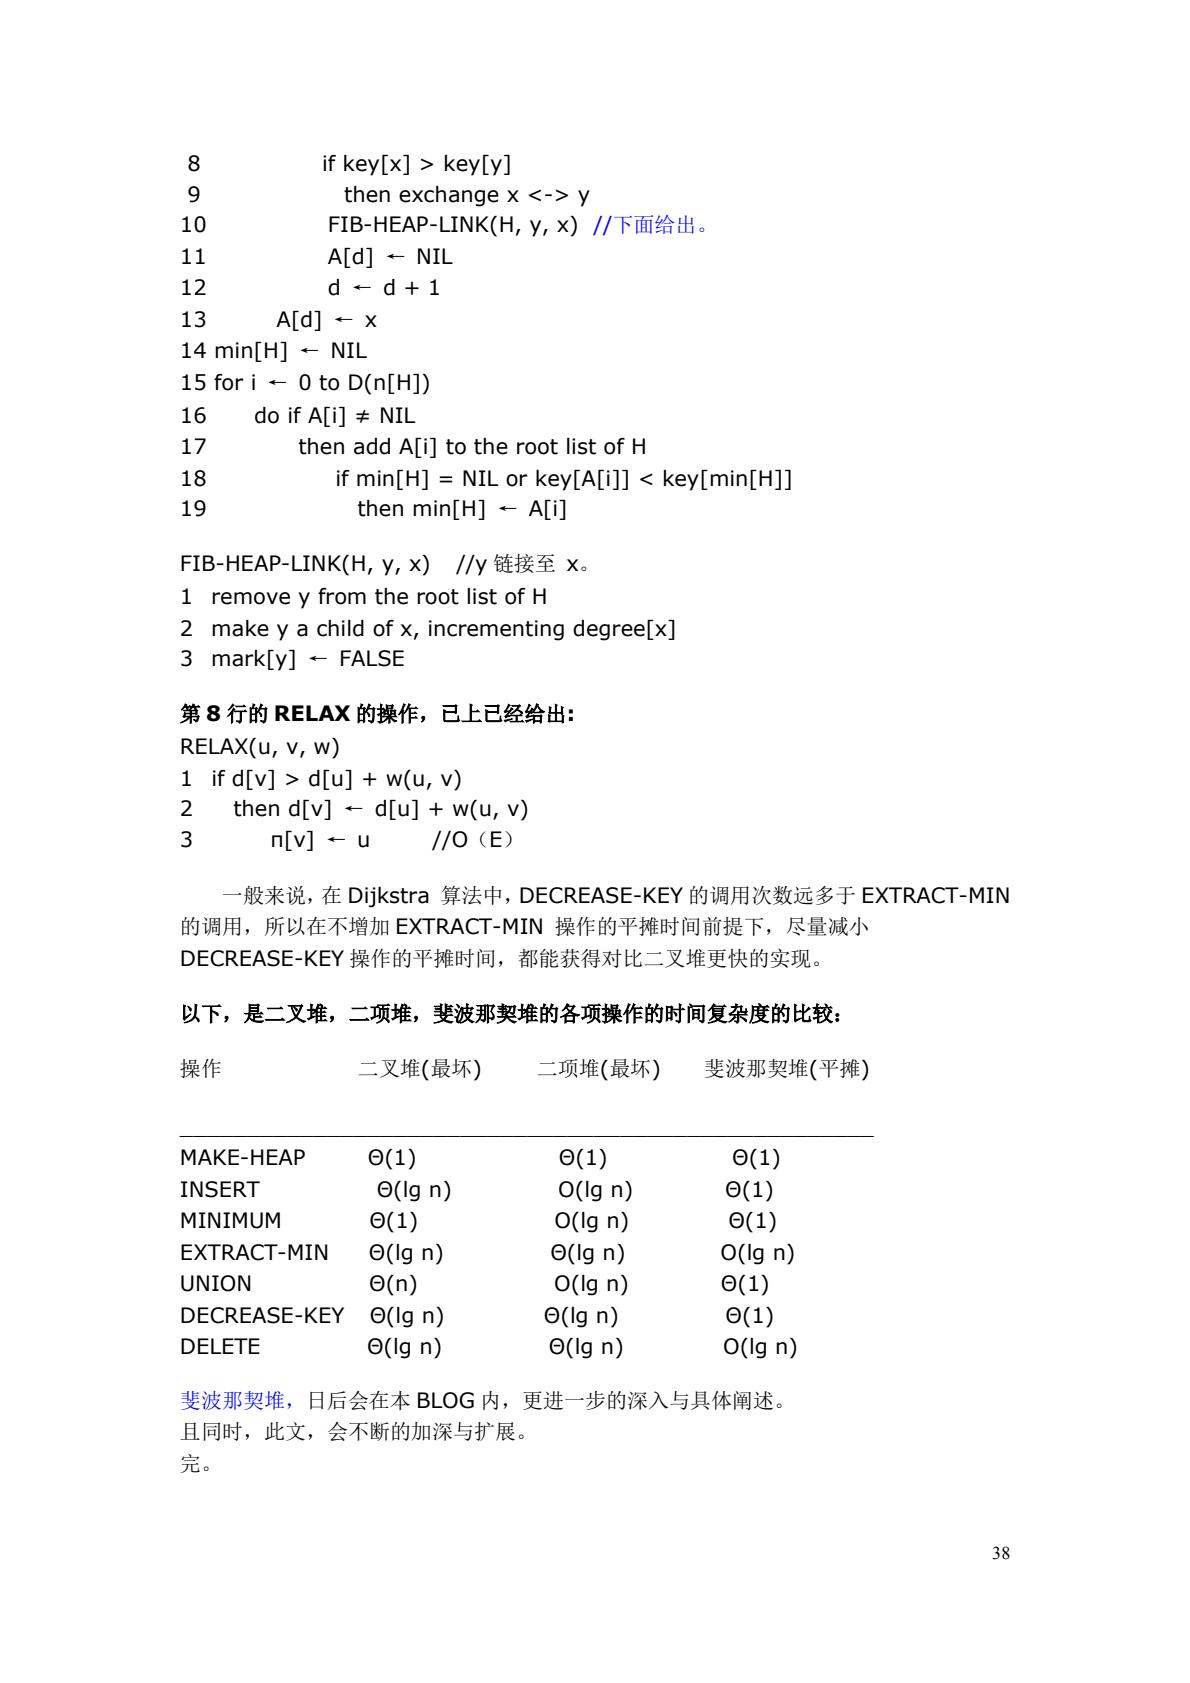 8 if key[x] > key[y]
9 then exchange x <-> y
10 FIB-HEAP-LINK(H, y, x) //下面给出。
11 A[d] ← NIL
12 d ← d + 1
13 A[d] ← x
14 min[H] ← NIL
15 for i ← 0 to D(n[H])
16 do if A[i] ≠ NIL
17 then add A[i] to the root list of H
18 if min[H] = NIL or key[A[i]] < key[min[H]]
19 then min[H] ← A[i]
FIB-HEAP-LINK(H, y, x) //y 链接至 x。
1 remove y from the root list of H
2 make y a child of x, incrementing degree[x]
3 mark[y] ← FALSE
第 8 行的 RELAX 的操作，已上已经给出:
RELAX(u, v, w)
1 if d[v] > d[u] + w(u, v)
2 then d[v] ← d[u] + w(u, v)
3 π[v] ← u //O（E）
一般来说，在 Dijkstra 算法中，DECREASE-KEY 的调用次数远多于 EXTRACT-MIN
的调用，所以在不增加 EXTRACT-MIN 操作的平摊时间前提下，尽量减小
DECREASE-KEY 操作的平摊时间，都能获得对比二叉堆更快的实现。
以下，是二叉堆，二项堆，斐波那契堆的各项操作的时间复杂度的比较：
操作 二叉堆(最坏) 二项堆(最坏) 斐波那契堆(平摊)
MAKE-HEAP Θ(1) Θ(1) Θ(1)
INSERT Θ(lg n) O(lg n) Θ(1)
MINIMUM Θ(1) O(lg n) Θ(1)
EXTRACT-MIN Θ(lg n) Θ(lg n) O(lg n)
UNION Θ(n) O(lg n) Θ(1)
DECREASE-KEY Θ(lg n) Θ(lg n) Θ(1)
DELETE Θ(lg n) Θ(lg n) O(lg n)
斐波那契堆，日后会在本 BLOG 内，更进一步的深入与具体阐述。
且同时，此文，会不断的加深与扩展。
完。
38